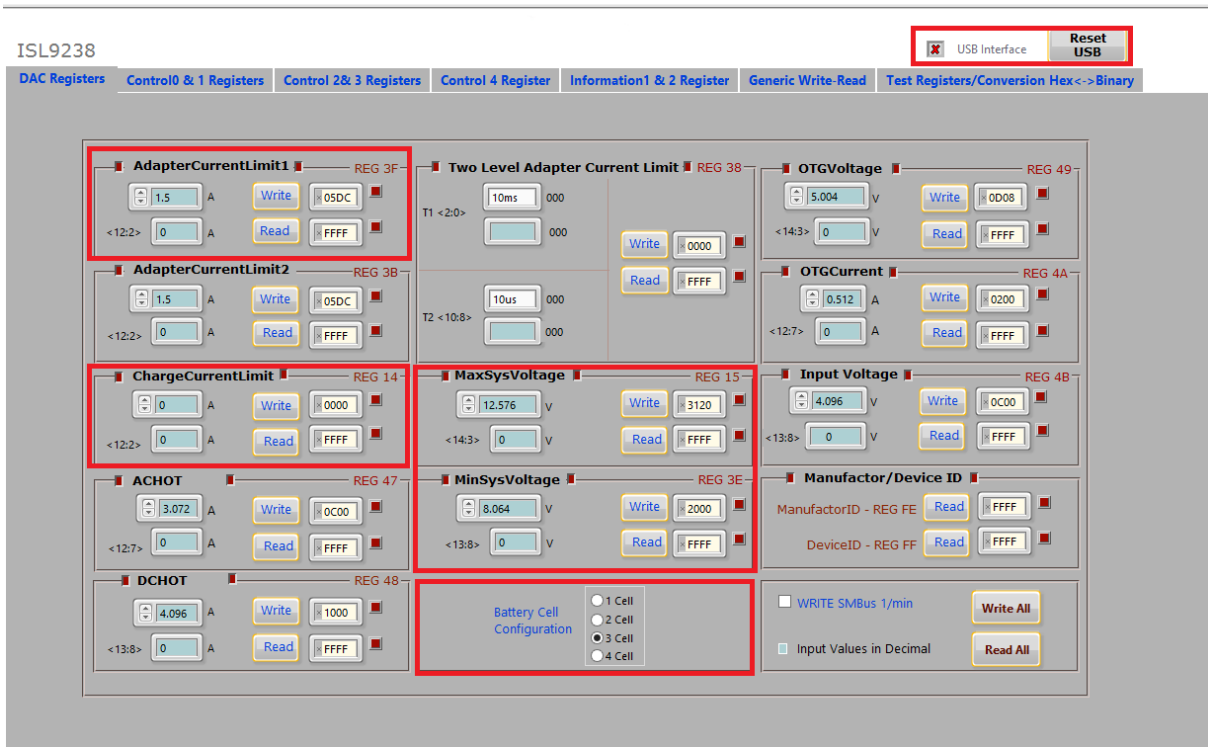 ISL9238
USB Interface
Reset USB
DAC Registers
Control0 & 1 Registers
Control 2& 3 Registers
Control 4 Register
Information1 & 2 Register
Generic Write-Read
Test Registers/Conversion Hex<->Binary
AdapterCurrentLimit1 REG 3F
1.5 A Write × 05DC
<12:2> 0 A Read × FFFF
AdapterCurrentLimit2 REG 3B
1.5 A Write × 05DC
<12:2> 0 A Read × FFFF
ChargeCurrentLimit REG 14
0 A Write × 0000
<12:2> 0 A Read × FFFF
ACHOT REG 47
3.072 A Write × 0C00
<12:7> 0 A Read × FFFF
DCHOT REG 48
4.096 A Write × 1000
<13:8> 0 A Read × FFFF
Two Level Adapter Current Limit REG 38
T1 <2:0>
10ms 000
000
Write × 0000
Read × FFFF
T2 <10:8>
10us 000
000
MaxSysVoltage REG 15
12.576 V Write × 3120
<14:3> 0 V Read × FFFF
MinSysVoltage REG 3E
8.064 V Write × 2000
<13:8> 0 V Read × FFFF
Battery Cell
Configuration
1 Cell
2 Cell
3 Cell
4 Cell
OTGVoltage REG 49
5.004 V Write × 0D08
<14:3> 0 V Read × FFFF
OTGCurrent REG 4A
0.512 A Write × 0200
<12:7> 0 A Read × FFFF
Input Voltage REG 4B
4.096 V Write × 0C00
<13:8> 0 V Read × FFFF
Manufactor/Device ID
ManufactorID - REG FE Read × FFFF
DeviceID - REG FF Read × FFFF
WRITE SMBus 1/min
Write All
Input Values in Decimal
Read All